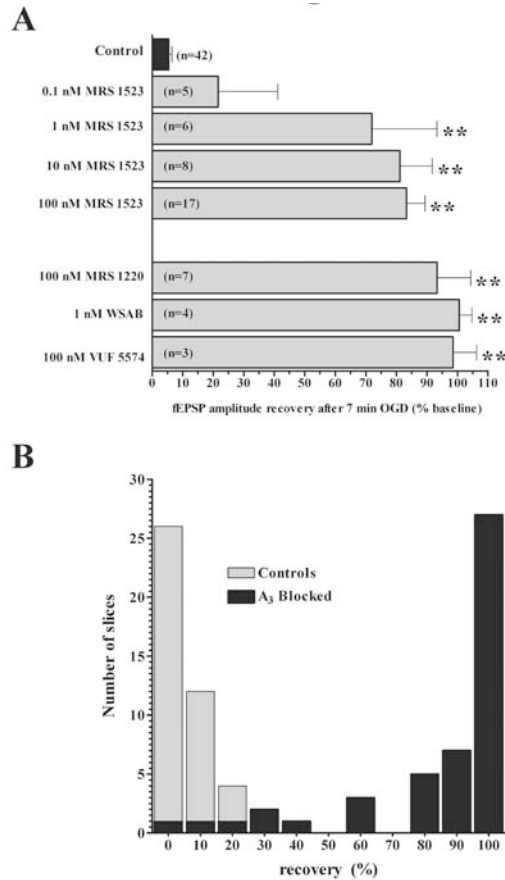 A
Control
(n=42)
0.1 nM MRS 1523
(n=5)
1 nM MRS 1523
(n=6)
**
10 nM MRS 1523
(n=8)
**
100 nM MRS 1523
(n=17)
**
100 nM MRS 1220
(n=7)
**
1 nM WSAB
(n=4)
**
100 nM VUF 5574
(n=3)
**
0 10 20 30 40 50 60 70 80 90 100 110
fEPSP amplitude recovery after 7 min OGD (% baseline)
B
30
25
20
15
10
5
0
Number of slices
Controls
A₃ Blocked
0 10 20 30 40 60 80 90 100
recovery (%)